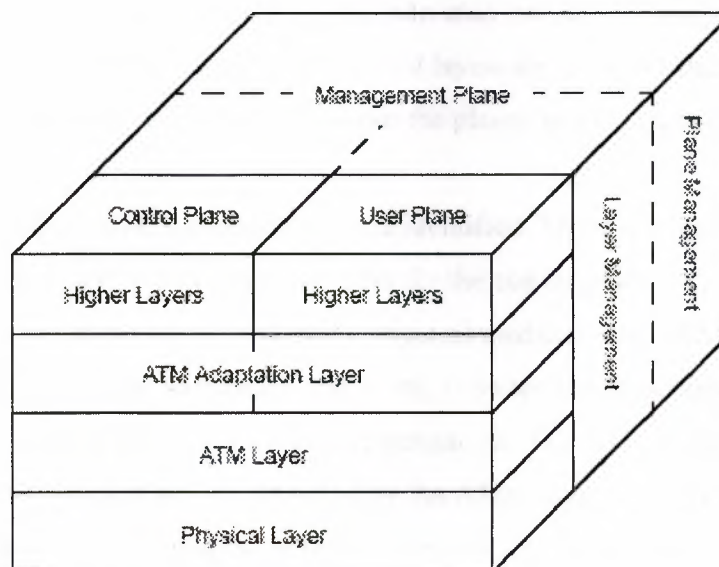 Management Plane
Control Plane
User Plane
Higher Layers
Higher Layers
ATM Adaptation Layer
ATM Layer
Physical Layer
Layer Management
Plane Management